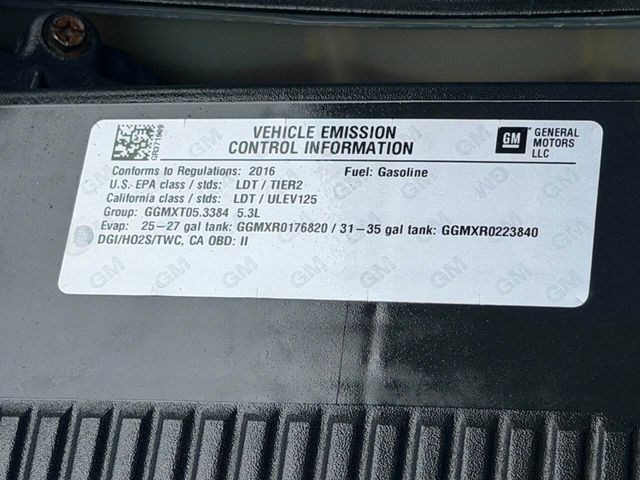 VEHICLE EMISSION
CONTROL INFORMATION
GM
GENERAL
MOTORS
LLC
Conforms to Regulations: 2016 Fuel: Gasoline
U.S. EPA class / stds: LDT / TIER2
California class / stds: LDT / ULEV125
Group: GGMXT05.3384 5.3L
Evap: 25-27 gal tank: GGMXR0176820 / 31-35 gal tank: GGMXR0223840
DGI/HO2S/TWC, CA OBD: II